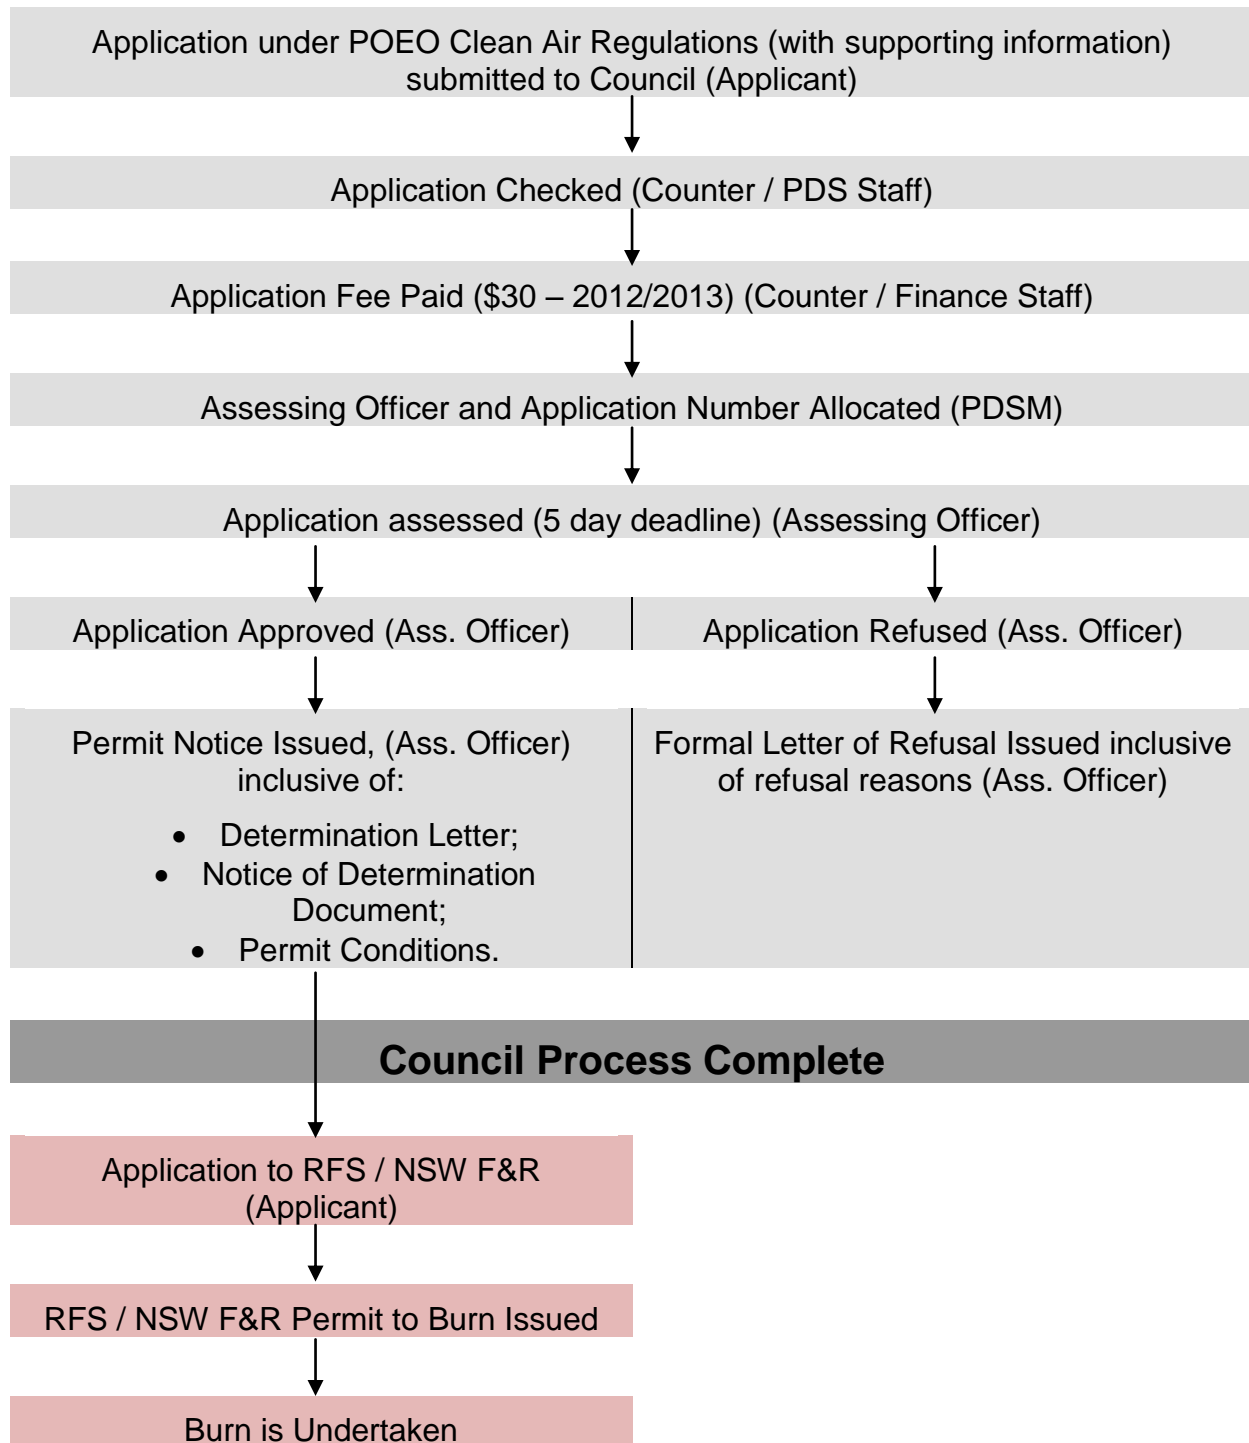 Application under POEO Clean Air Regulations (with supporting information)
submitted to Council (Applicant)
Application Checked (Counter / PDS Staff)
Application Fee Paid ($30 – 2012/2013) (Counter / Finance Staff)
Assessing Officer and Application Number Allocated (PDSM)
Application assessed (5 day deadline) (Assessing Officer)
Application Approved (Ass. Officer)
Application Refused (Ass. Officer)
Permit Notice Issued, (Ass. Officer)
inclusive of:
• Determination Letter;
• Notice of Determination
Document;
• Permit Conditions.
Formal Letter of Refusal Issued inclusive
of refusal reasons (Ass. Officer)
Council Process Complete
Application to RFS / NSW F&R
(Applicant)
RFS / NSW F&R Permit to Burn Issued
Burn is Undertaken